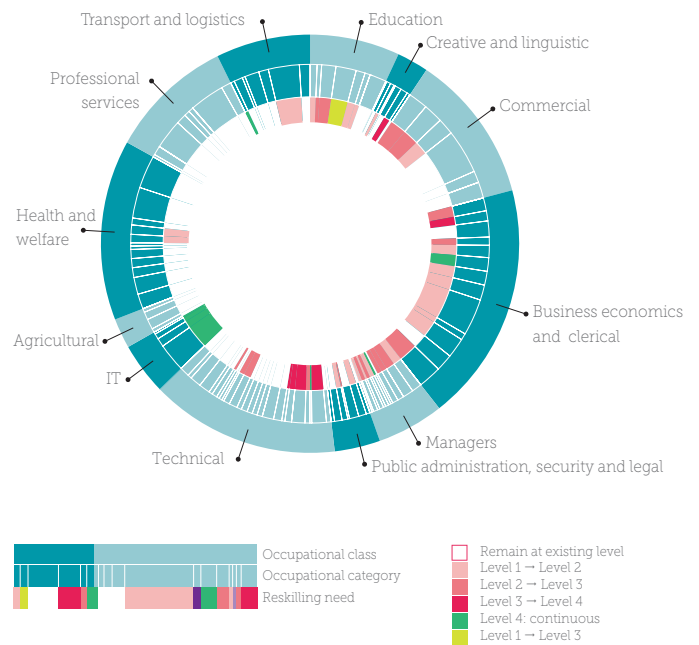 Transport and logistics
Education
Creative and linguistic
Professional
services
Commercial
Health and
welfare
Business economics
and clerical
Agricultural
IT
Managers
Technical
Public administration, security and legal
Occupational class
Occupational category
Reskilling need
Remain at existing level
Level 1 → Level 2
Level 2 → Level 3
Level 3 → Level 4
Level 4: continuous
Level 1 → Level 3